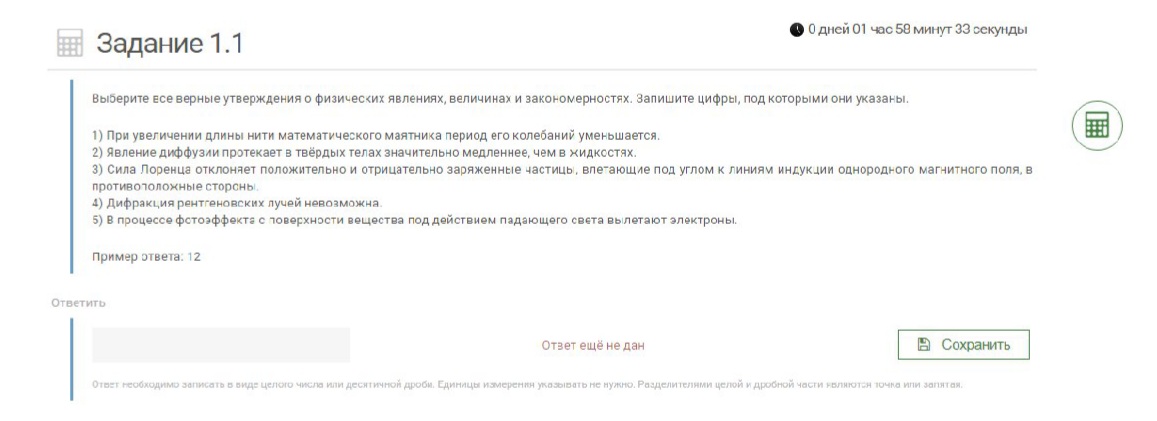 Задание 1.1
0 дней 01 час 58 минут 33 секунды
Выберите все верные утверждения о физических явлениях, величинах и закономерностях. Запишите цифры, под которыми они указаны.
1) При увеличении длины нити математического маятника период его колебаний уменьшается.
2) Явление диффузии протекает в твёрдых телах значительно медленнее, чем в жидкостях.
3) Сила Лоренца отклоняет положительно и отрицательно заряженные частицы, влетающие под углом к линиям индукции однородного магнитного поля, в
противоположные стороны.
4) Дифракция рентгеновских лучей невозможна.
5) В процессе фотоэффекта с поверхности вещества под действием падающего света вылетают электроны.
Пример ответа: 12
Ответить
Ответ ещё не дан
Сохранить
Ответ необходимо записать в виде целого числа или десятичной дроби. Единицы измерения указывать не нужно. Разделителями целой и дробной части являются точка или запятая.